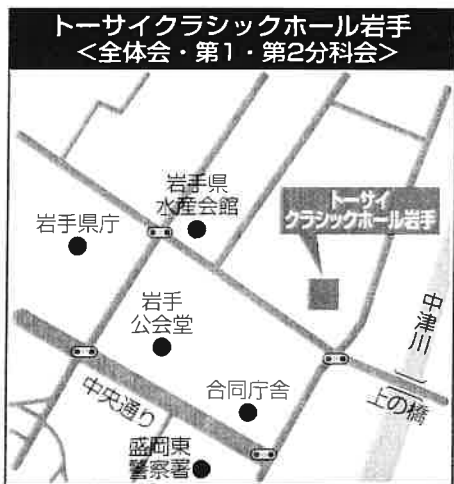 トーサイクラシックホール岩手
<全体会・第1・第2分科会>
岩手県
水産会館
岩手県庁
トーサイ
クラシックホール岩手
岩手
公会堂
中津川
上の橋
中央通り
合同庁舎
盛岡東
警察署